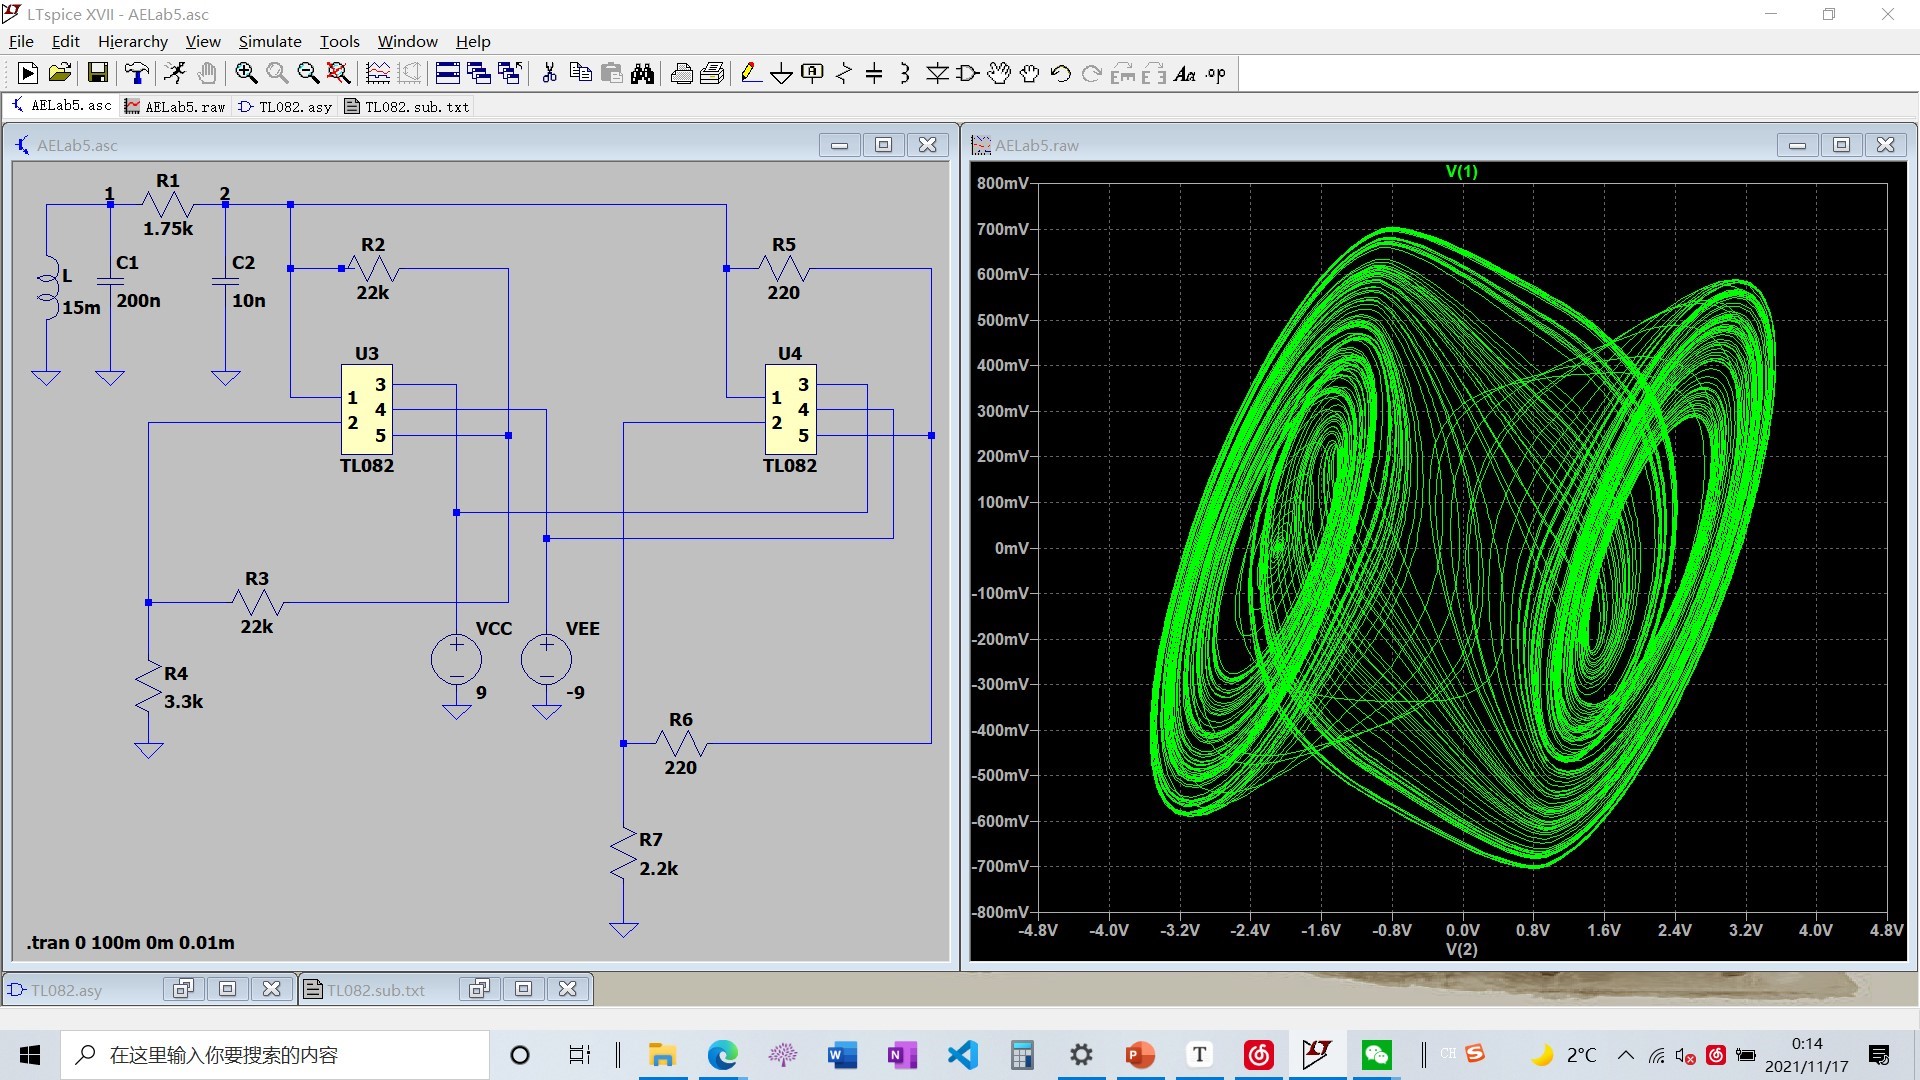 LTspice XVII - AELab5.asc
File Edit Hierarchy View Simulate Tools Window Help
.op
AELab5.asc AELab5.raw TL082.asy TL082.sub.txt
AELab5.asc
1 R1 2
1.75k
L
15m
C1
200n
C2
10n
R2
22k
R5
220
U3
1
2
3
4
5
TL082
U4
1
2
3
4
5
TL082
R3
22k
R4
3.3k
VCC
9
VEE
-9
R6
220
R7
2.2k
.tran 0 100m 0m 0.01m
AELab5.raw
V(1)
800mV
700mV
600mV
500mV
400mV
300mV
200mV
100mV
0mV
-100mV
-200mV
-300mV
-400mV
-500mV
-600mV
-700mV
-800mV
-4.8V -4.0V -3.2V -2.4V -1.6V -0.8V 0.0V 0.8V 1.6V 2.4V 3.2V 4.0V 4.8V
V(2)
TL082.asy TL082.sub.txt
在这里输入你要搜索的内容
CH
2°C
0:14
2021/11/17